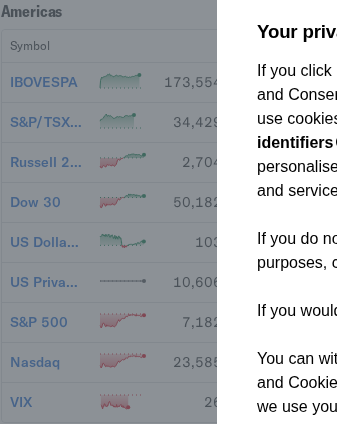 Americas
Symbol
IBOVESPA 173,554
S&P/TSX... 34,429
Russell 2... 2,704
Dow 30 50,182
US Dolla... 103
US Priva... 10,606
S&P 500 7,182
Nasdaq 23,585
VIX 26
Your priv
If you click
and Conse
use cookies
identifiers
personalise
and service
If you do no
purposes, o
If you would
You can wit
and Cookie
we use you